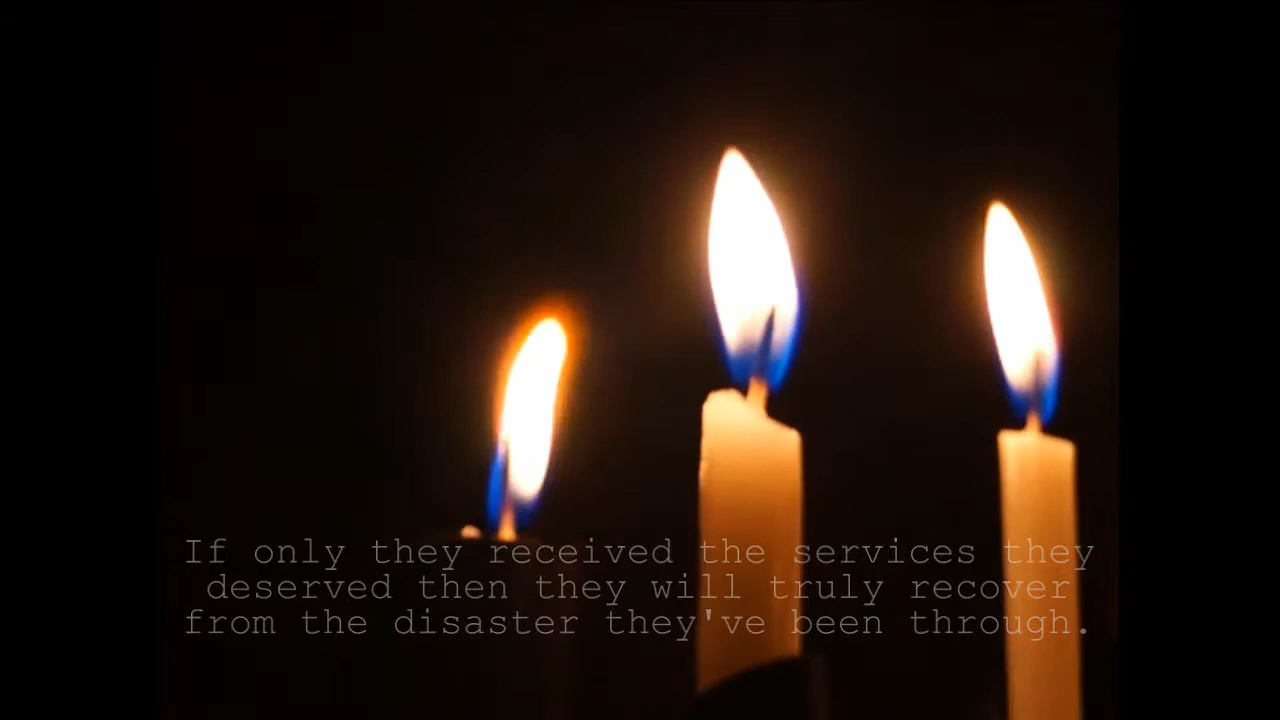 If only they received the services they
deserved then they will truly recover
from the disaster they've been through.